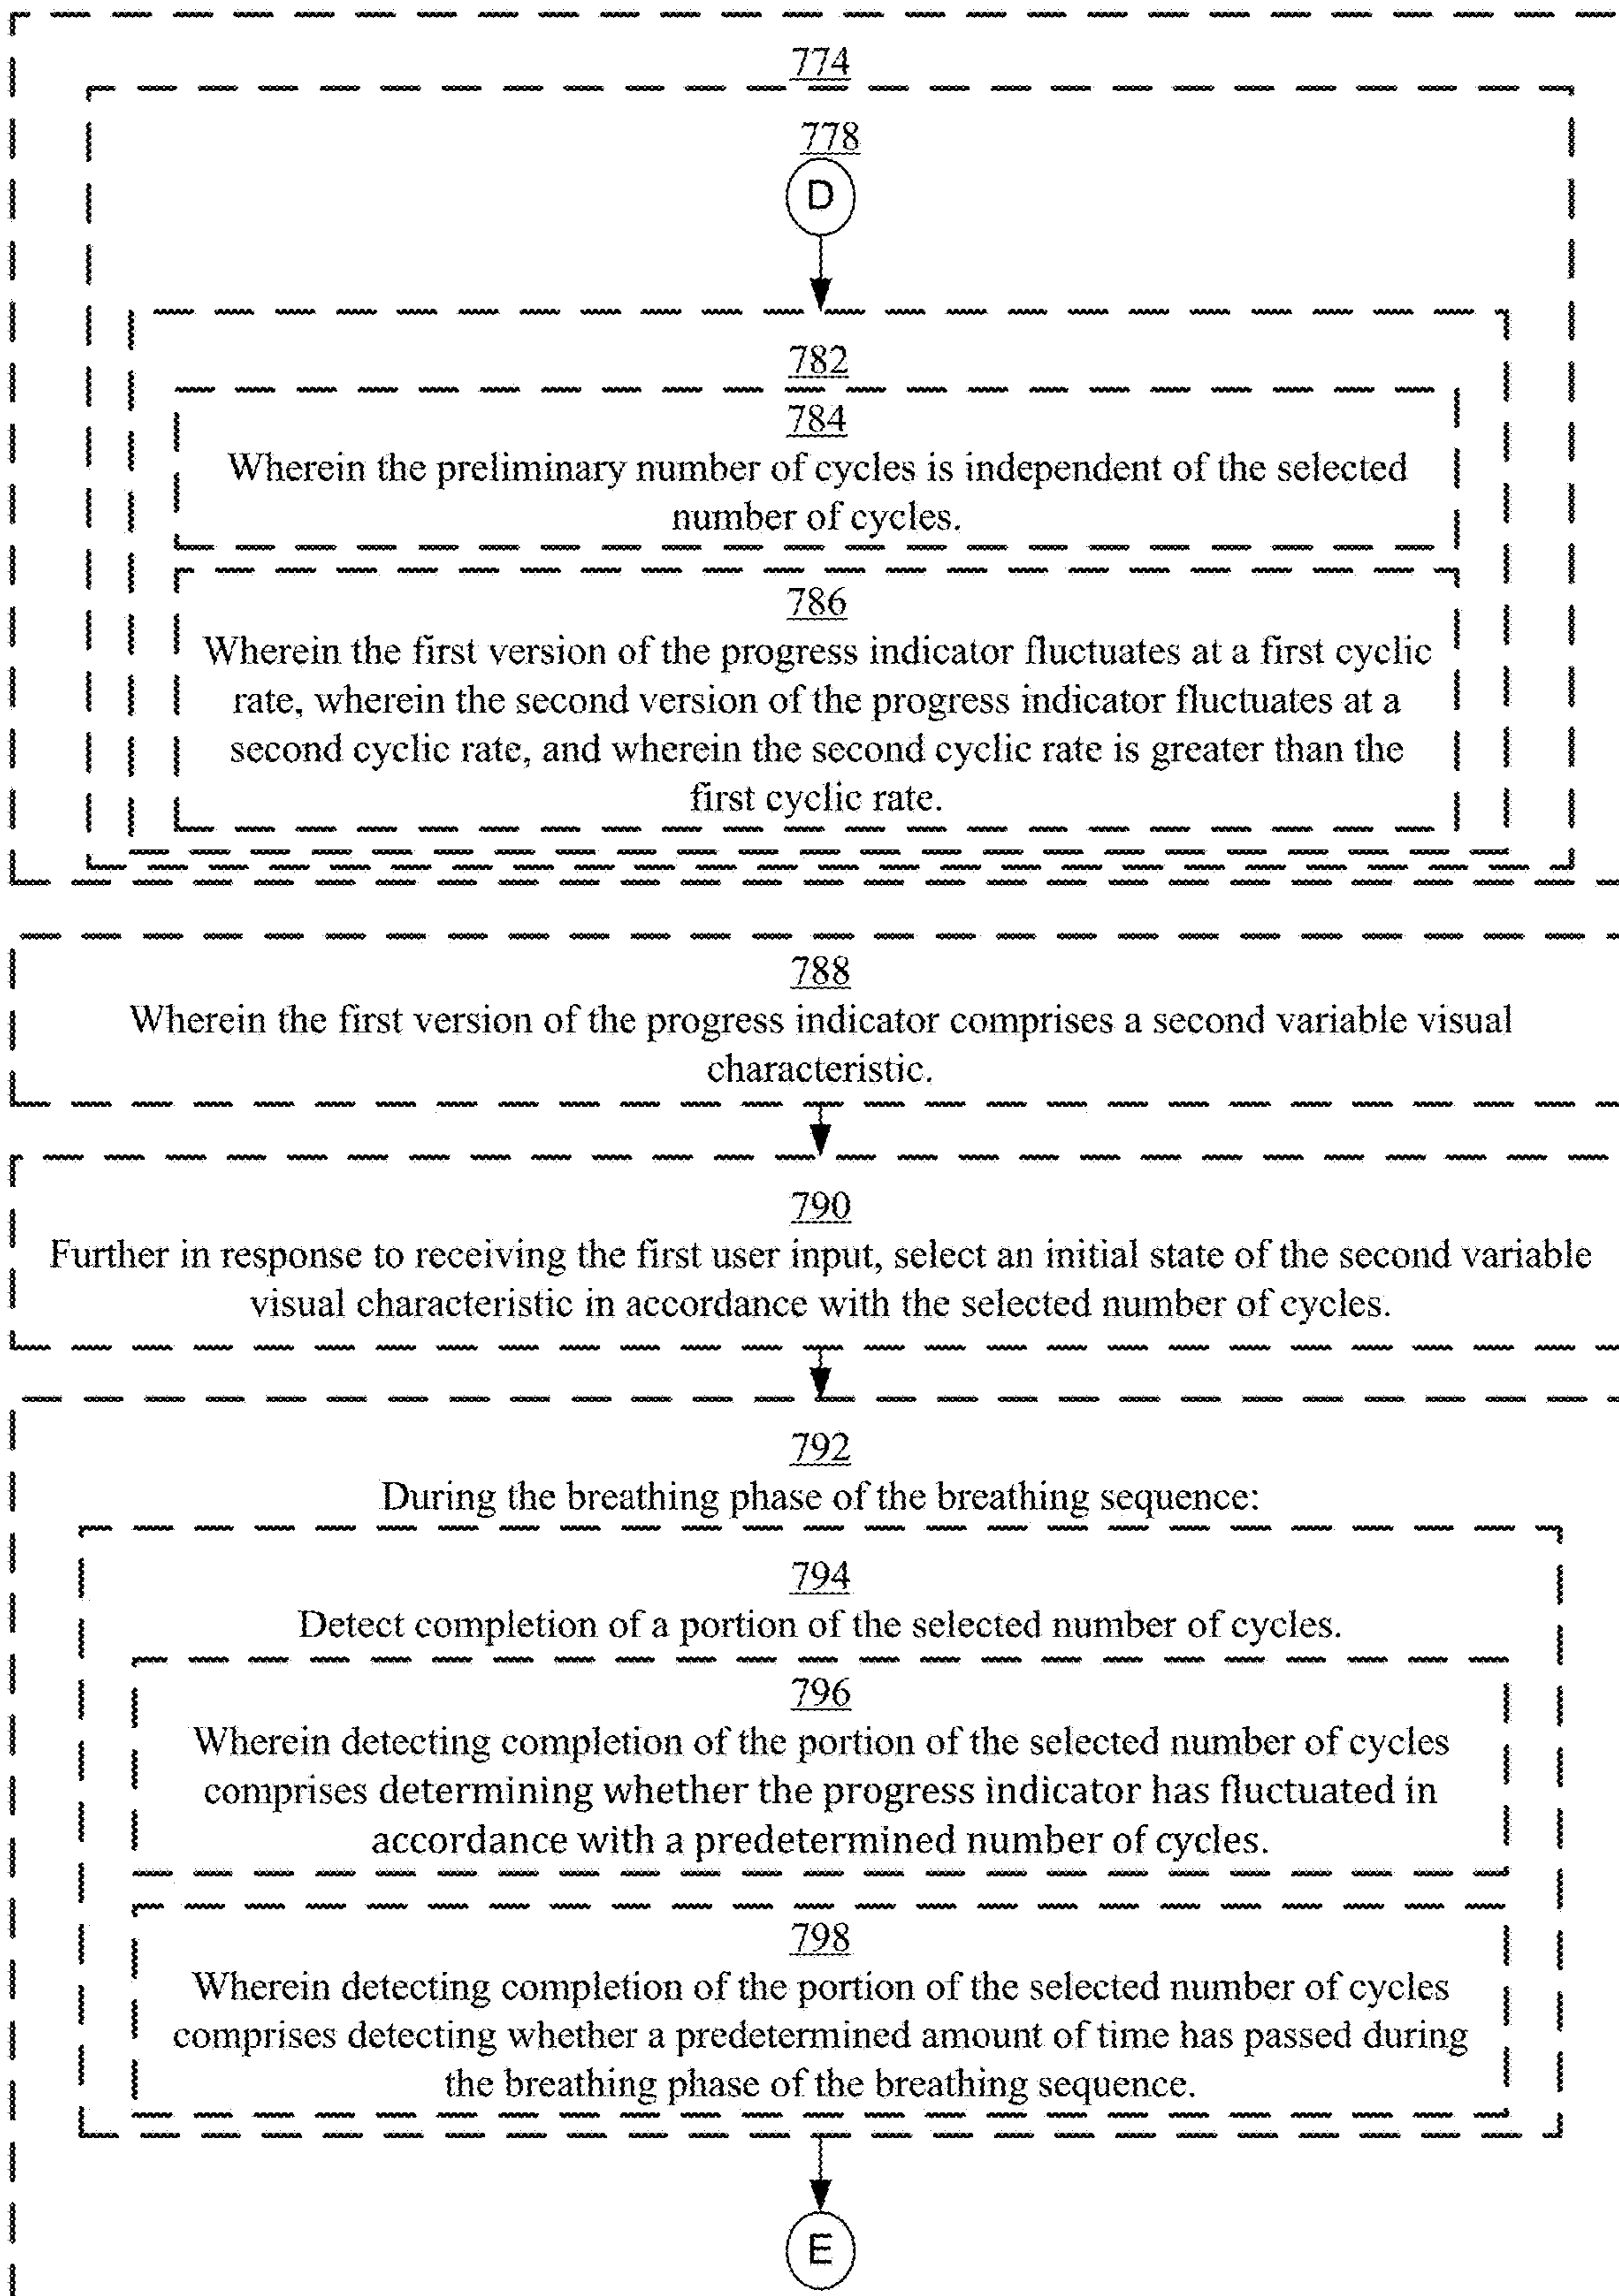 774
778
D
782
784
Wherein the preliminary number of cycles is independent of the selected
number of cycles.
786
Wherein the first version of the progress indicator fluctuates at a first cyclic
rate, wherein the second version of the progress indicator fluctuates at a
second cyclic rate, and wherein the second cyclic rate is greater than the
first cyclic rate.
788
Wherein the first version of the progress indicator comprises a second variable visual
characteristic.
790
Further in response to receiving the first user input, select an initial state of the second variable
visual characteristic in accordance with the selected number of cycles.
792
During the breathing phase of the breathing sequence:
794
Detect completion of a portion of the selected number of cycles.
796
Wherein detecting completion of the portion of the selected number of cycles
comprises determining whether the progress indicator has fluctuated in
accordance with a predetermined number of cycles.
798
Wherein detecting completion of the portion of the selected number of cycles
comprises detecting whether a predetermined amount of time has passed during
the breathing phase of the breathing sequence.
E